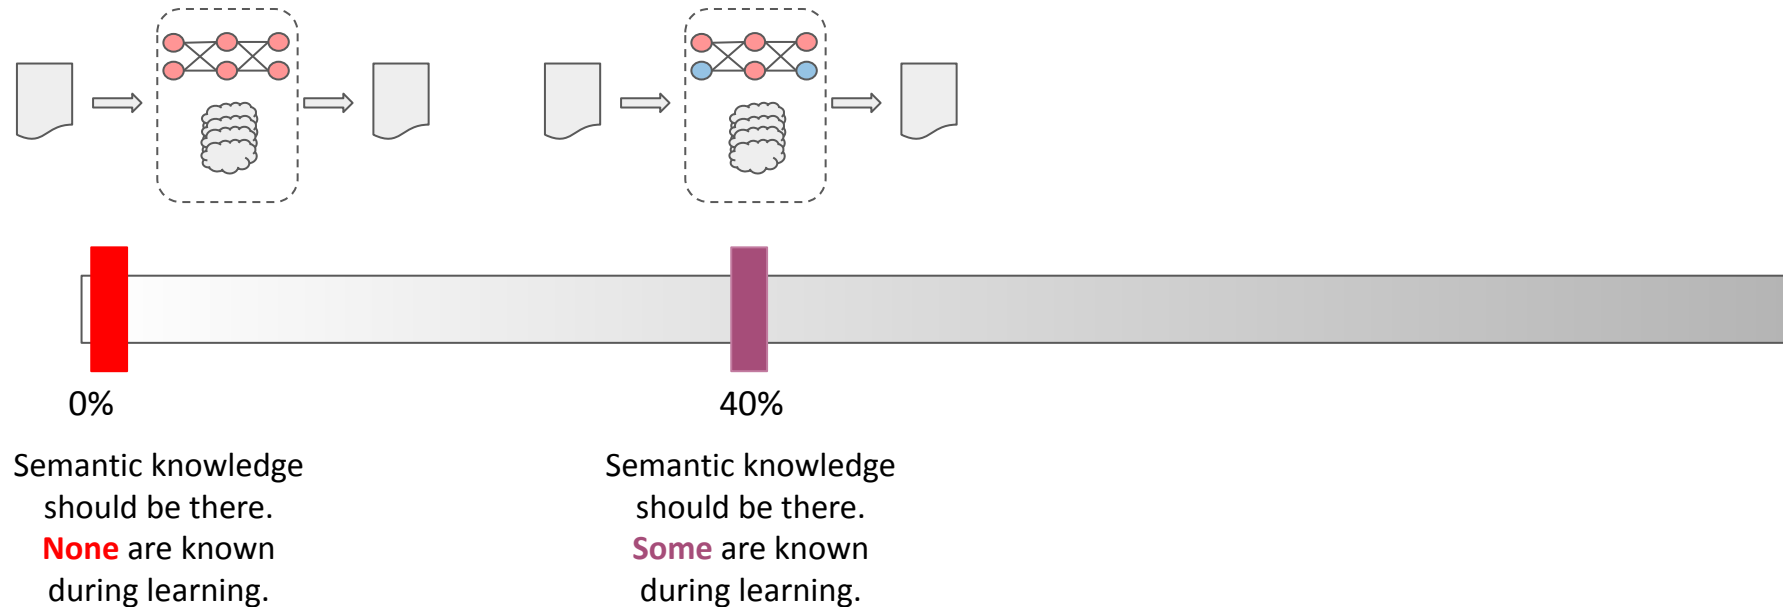 0%
Semantic knowledge
should be there.
None are known
during learning.
40%
Semantic knowledge
should be there.
Some are known
during learning.